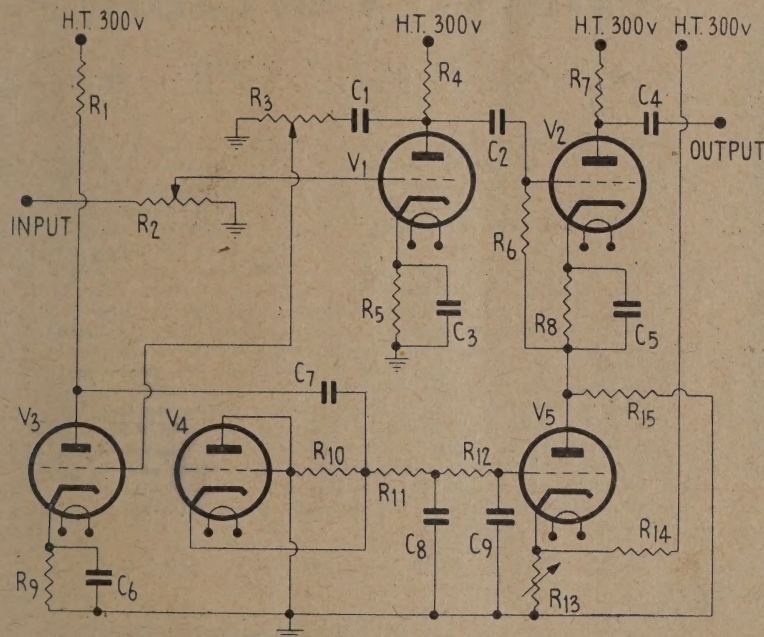 H.T. 300v
H.T. 300v
H.T. 300v
H.T. 300v
R1
R3
C1
R4
R7
C4
V1
C2
V2
OUTPUT
INPUT
R2
R6
R5
C3
R8
C5
C7
V3
V4
V5
R15
R10
R11
R12
R14
C8
C9
R9
C6
R13